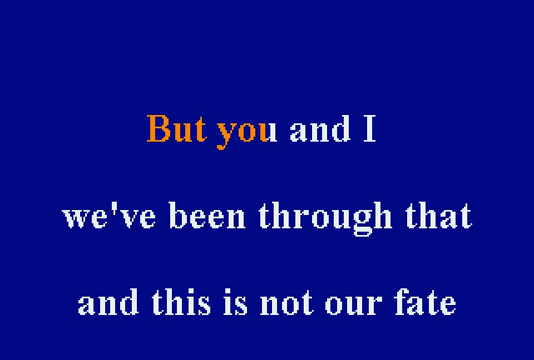 But you and I
we've been through that
and this is not our fate